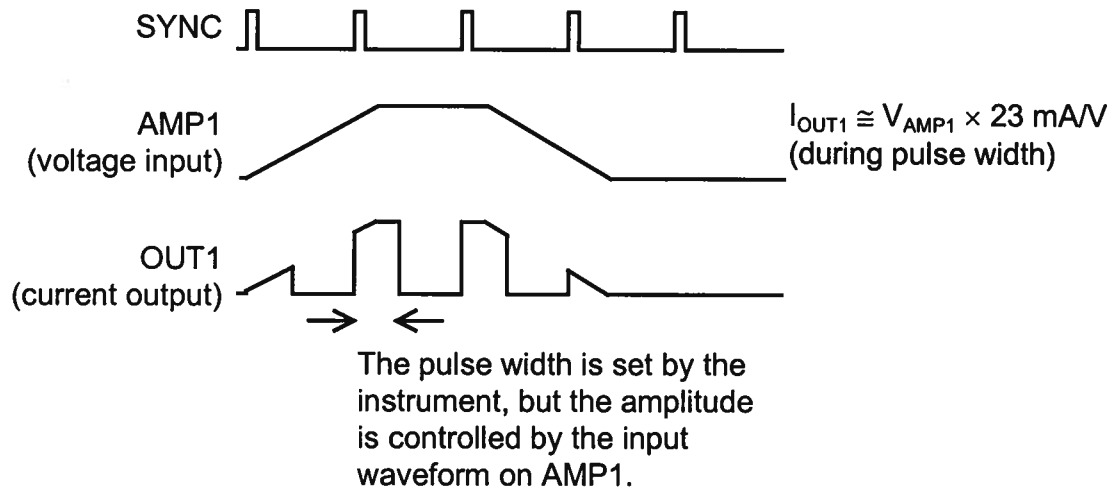 SYNC
AMP1
(voltage input)
I_OUT1 ≅ V_AMP1 × 23 mA/V
(during pulse width)
OUT1
(current output)
The pulse width is set by the
instrument, but the amplitude
is controlled by the input
waveform on AMP1.